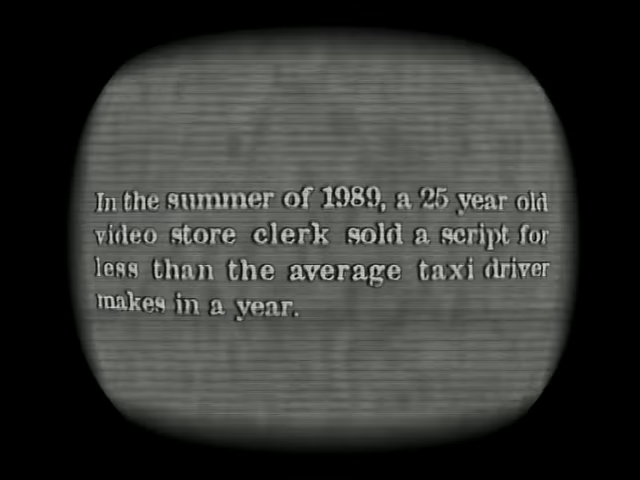 In the summer of 1989, a 25 year old
video store clerk sold a script for
less than the average taxi driver
makes in a year.